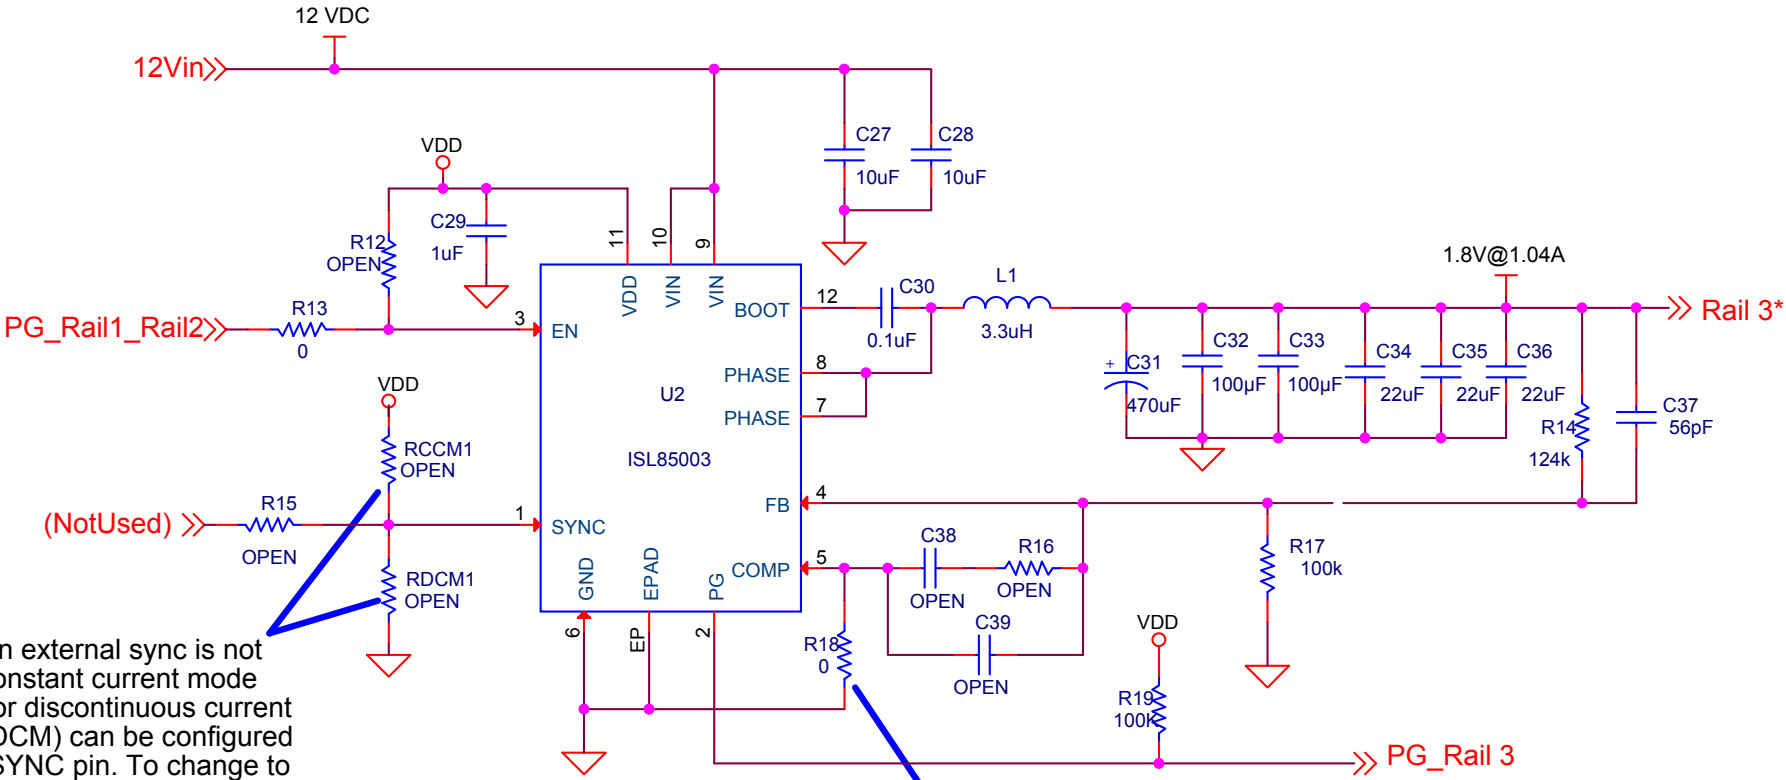 12 VDC
12Vin
VDD
C27
10uF
C28
10uF
C29
1uF
R12
OPEN
11
10
9
R13
0
PG_Rail1_Rail2
3
EN
VDD
VIN
VIN
BOOT
12
C30
0.1uF
L1
3.3uH
1.8V@1.04A
Rail 3*
PHASE
8
PHASE
7
U2
ISL85003
+
C31
470uF
C32
100µF
C33
100µF
C34
22uF
C35
22uF
C36
22uF
R14
124k
C37
56pF
VDD
RCCM1
OPEN
(NotUsed)
R15
OPEN
1
SYNC
RDCM1
OPEN
FB
4
COMP
5
GND
EPAD
PG
6
EP
2
C38
OPEN
R16
OPEN
C39
OPEN
R17
100k
R18
0
VDD
R19
100K
PG_Rail 3
n external sync is not
onstant current mode
or discontinuous current
DCM) can be configured
SYNC pin. To change to